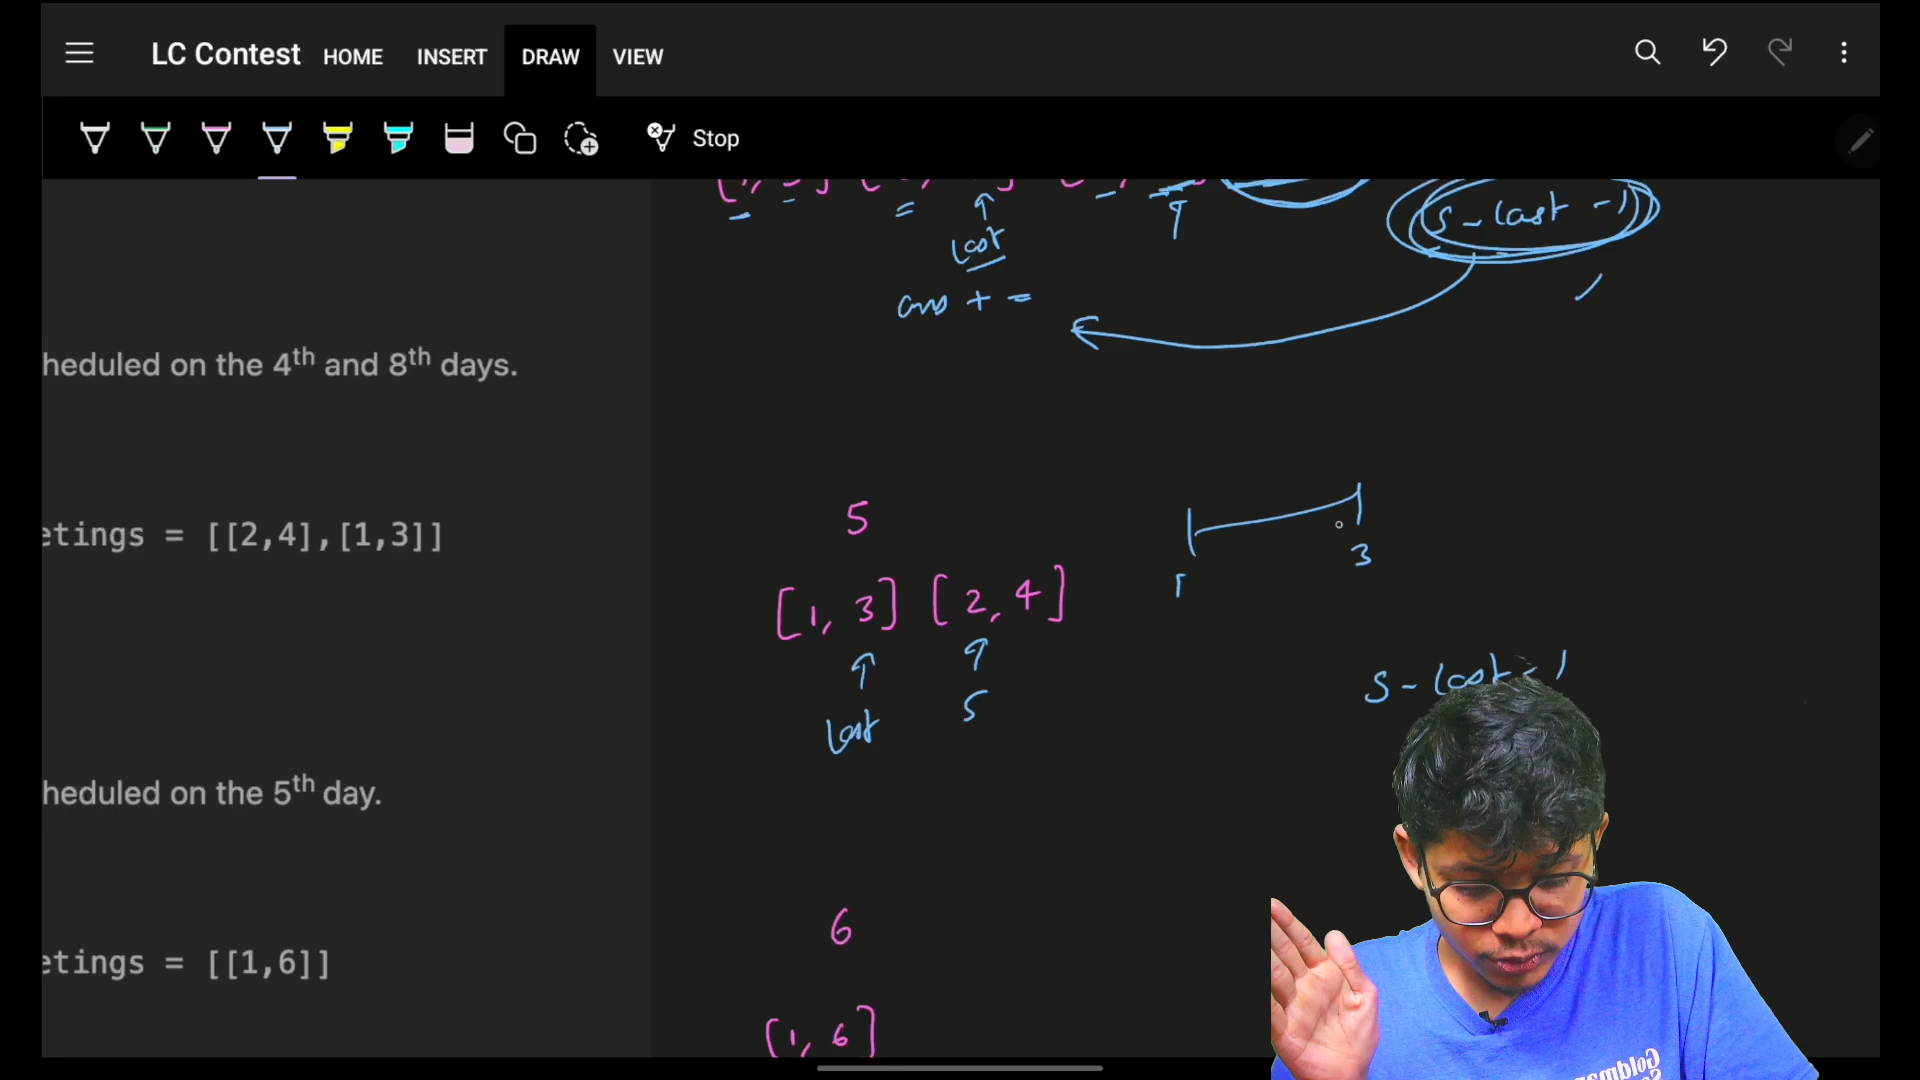 LC Contest HOME INSERT DRAW VIEW
Stop
s - last - 1
last
ans + =
heduled on the 4th and 8th days.
etings = [[2,4],[1,3]]
5
3
1
[1, 3] [2, 4]
s - last - 1
last
s
heduled on the 5th day.
6
etings = [[1,6]]
[1, 6]